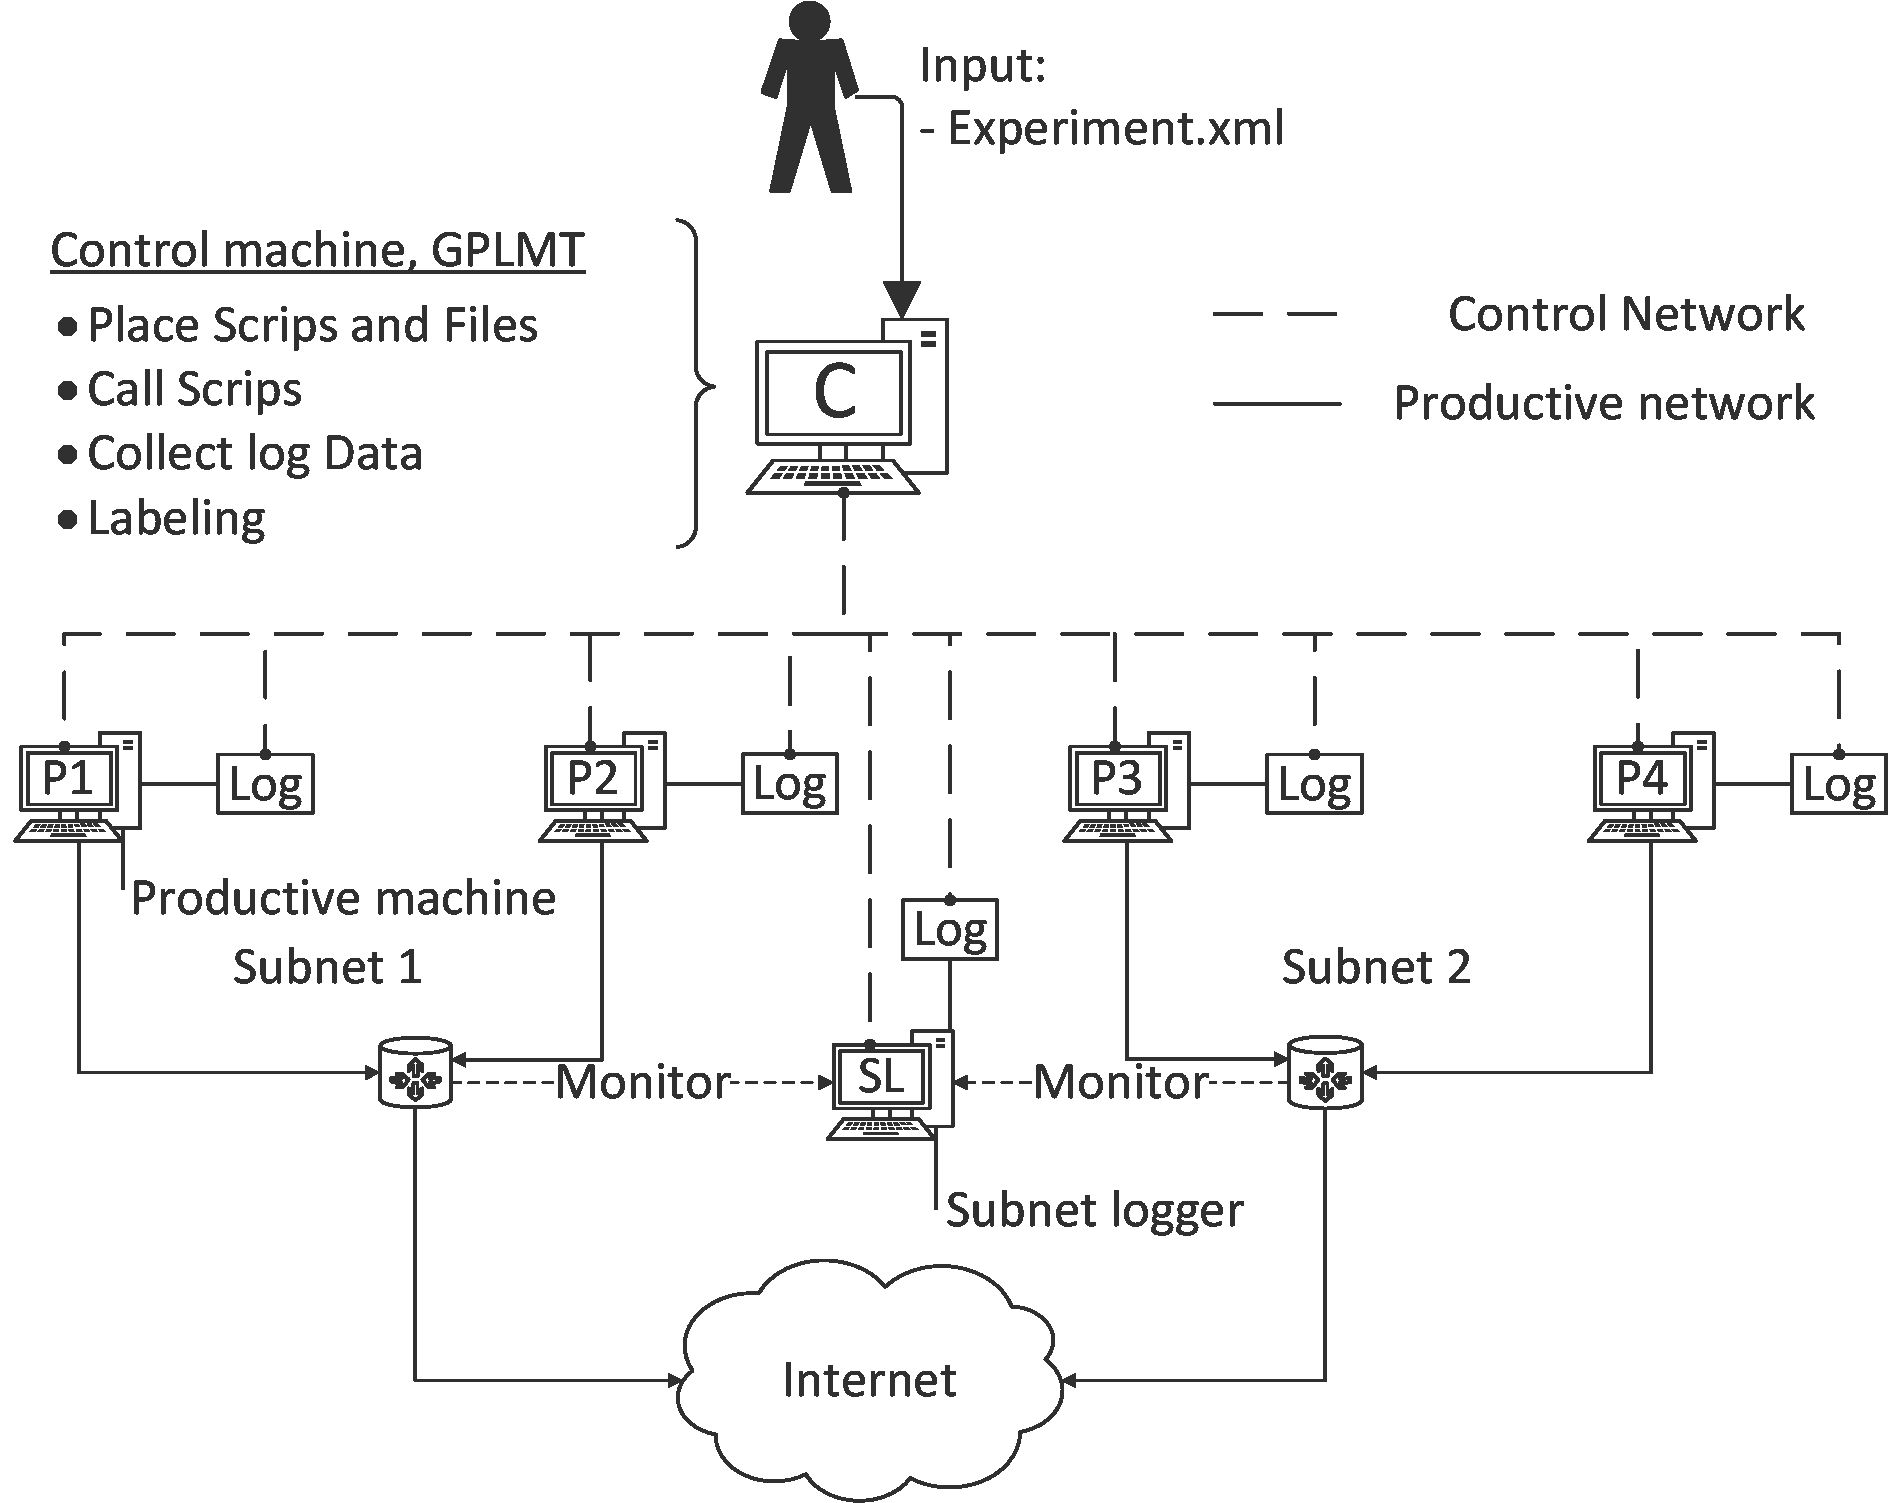 Input:
- Experiment.xml
Control machine, GPLMT
• Place Scrips and Files
• Call Scrips
• Collect log Data
• Labeling
Control Network
Productive network
C
P1
Log
P2
Log
P3
Log
P4
Log
Productive machine
Subnet 1
Log
Subnet 2
Monitor
SL
Monitor
Subnet logger
Internet